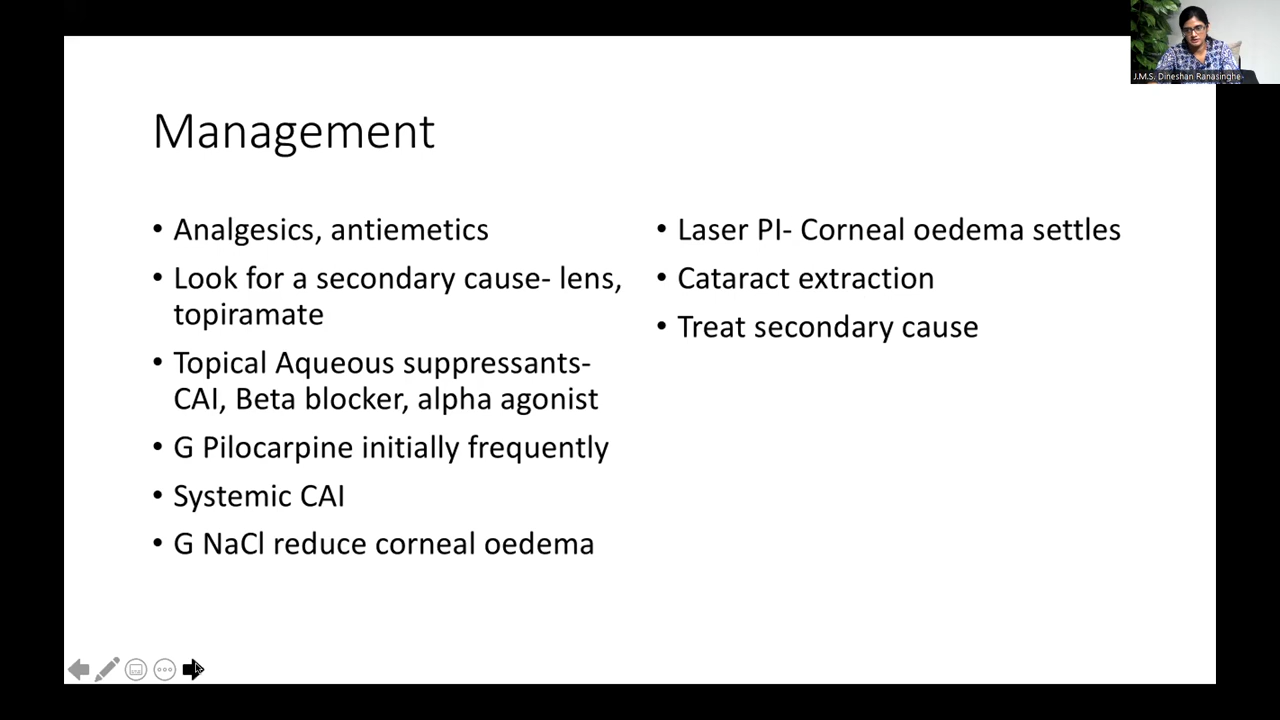 J.M.S. Dineshan Ranasinghe-
Management
• Analgesics, antiemetics
• Look for a secondary cause- lens,
topiramate
• Topical Aqueous suppressants-
CAI, Beta blocker, alpha agonist
• G Pilocarpine initially frequently
• Systemic CAI
• G NaCl reduce corneal oedema
• Laser PI- Corneal oedema settles
• Cataract extraction
• Treat secondary cause